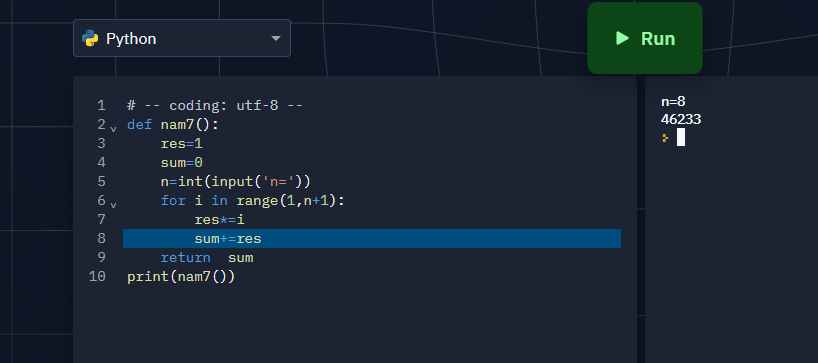 Python
Run
1 # -- coding: utf-8 --
2 def nam7():
3     res=1
4     sum=0
5     n=int(input('n='))
6     for i in range(1,n+1):
7         res*=i
8         sum+=res
9     return  sum
10 print(nam7())
n=8
46233
>